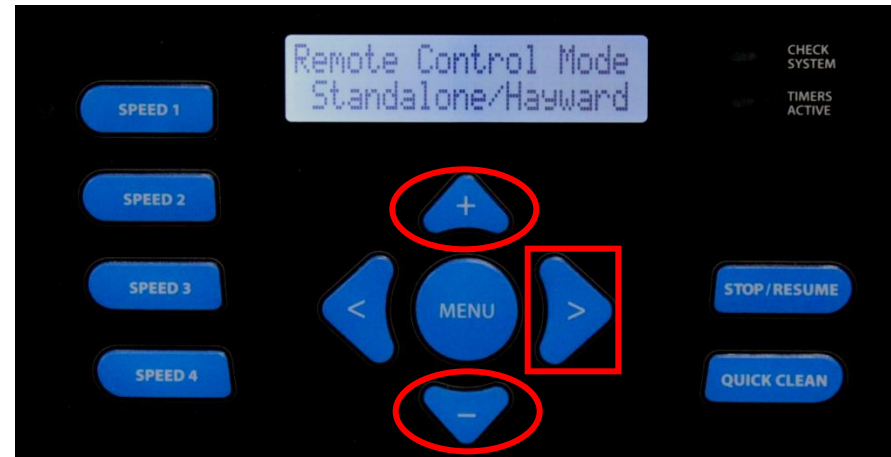 Remote Control Mode
Standalone/Hayward
CHECK
SYSTEM
TIMERS
ACTIVE
SPEED 1
SPEED 2
+
SPEED 3
<
MENU
>
STOP/RESUME
SPEED 4
−
QUICK CLEAN